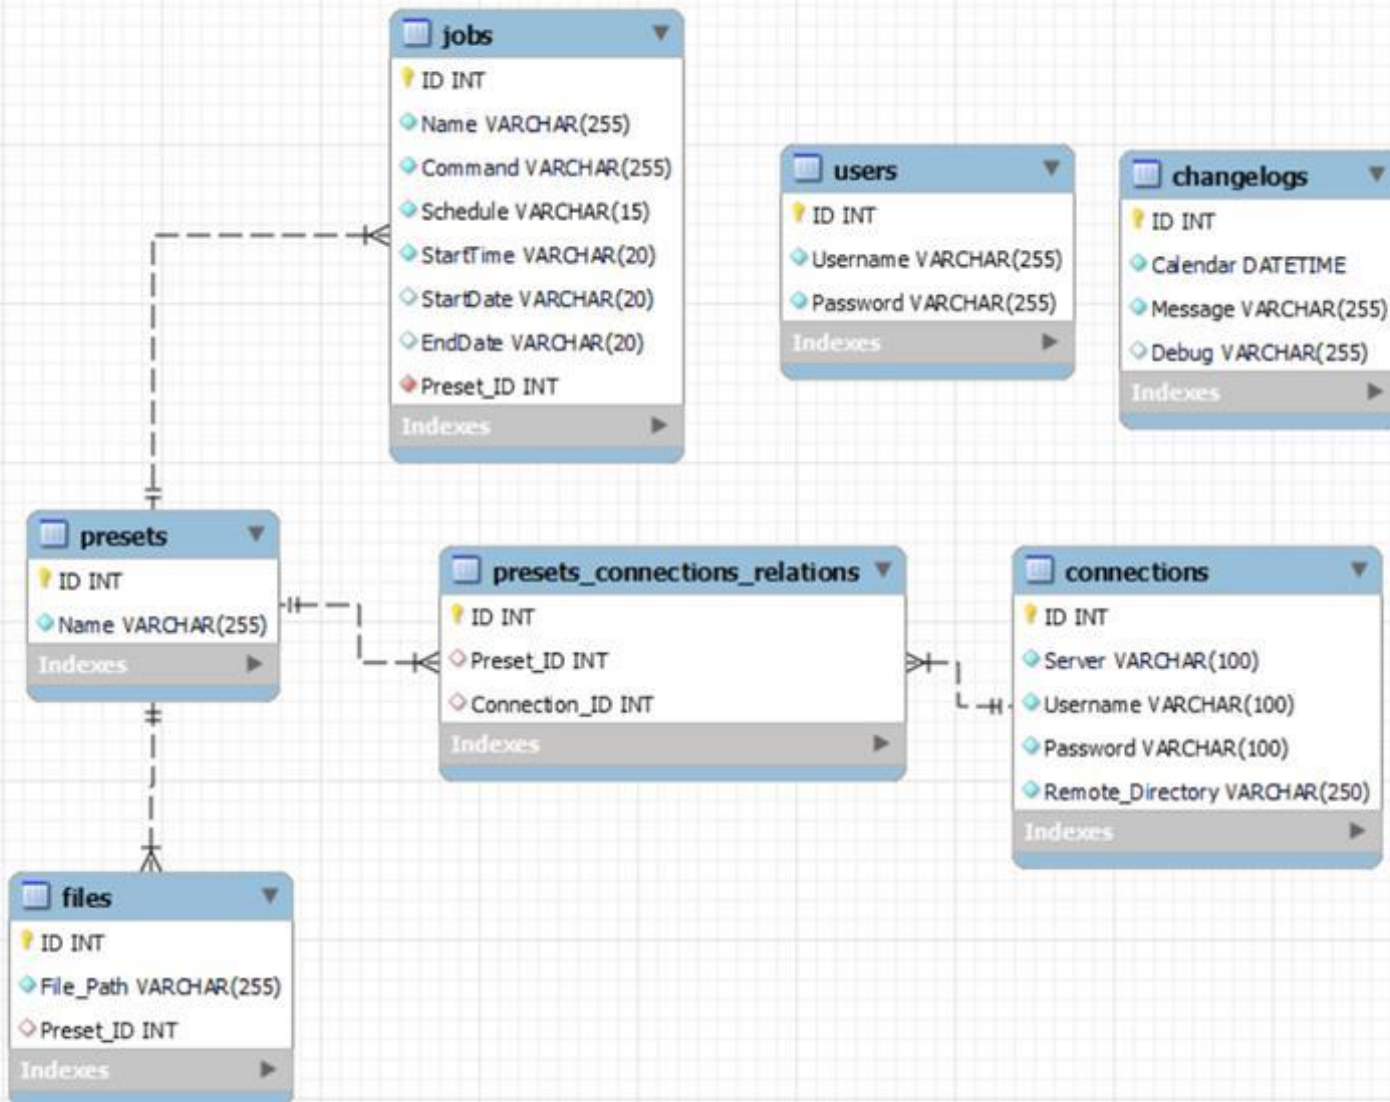 jobs
ID INT
Name VARCHAR(255)
Command VARCHAR(255)
Schedule VARCHAR(15)
StartTime VARCHAR(20)
StartDate VARCHAR(20)
EndDate VARCHAR(20)
Preset_ID INT
Indexes
users
ID INT
Username VARCHAR(255)
Password VARCHAR(255)
Indexes
changelogs
ID INT
Calendar DATETIME
Message VARCHAR(255)
Debug VARCHAR(255)
Indexes
presets
ID INT
Name VARCHAR(255)
Indexes
presets_connections_relations
ID INT
Preset_ID INT
Connection_ID INT
Indexes
connections
ID INT
Server VARCHAR(100)
Username VARCHAR(100)
Password VARCHAR(100)
Remote_Directory VARCHAR(250)
Indexes
files
ID INT
File_Path VARCHAR(255)
Preset_ID INT
Indexes